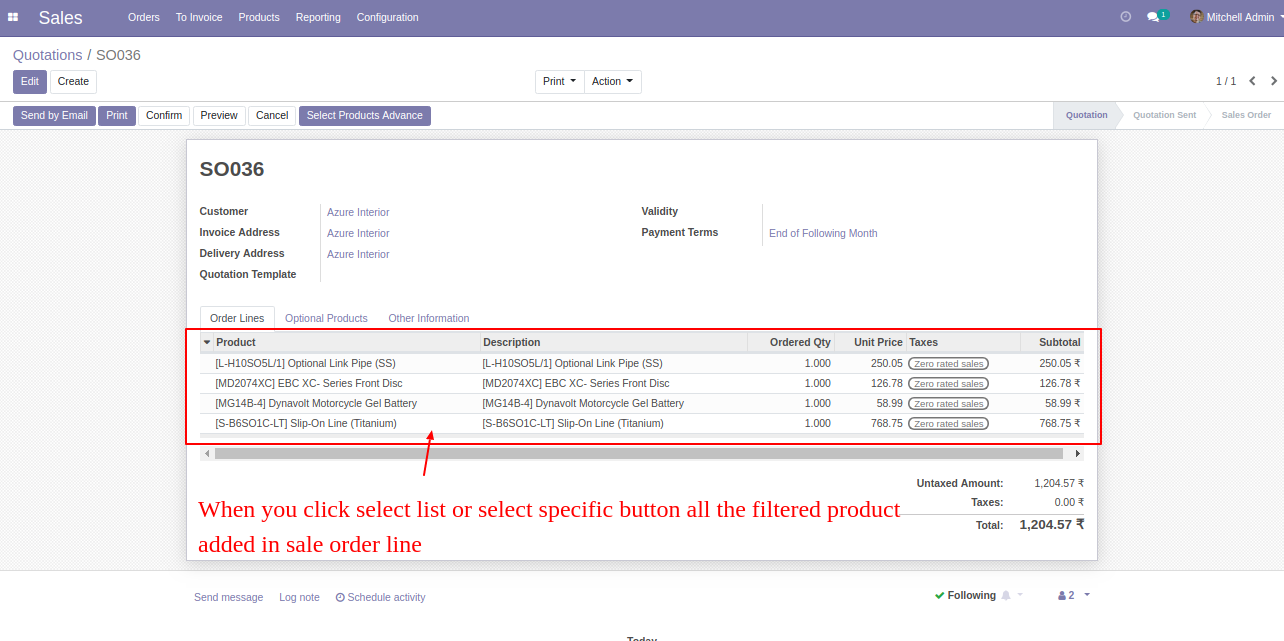 Sales Orders To Invoice Products Reporting Configuration 1 Mitchell Admin
Quotations / SO036
Edit Create Print Action 1 / 1
Send by Email Print Confirm Preview Cancel Select Products Advance Quotation Quotation Sent Sales Order
SO036
Customer Azure Interior Validity
Invoice Address Azure Interior Payment Terms End of Following Month
Delivery Address Azure Interior
Quotation Template
Order Lines Optional Products Other Information
Product Description Ordered Qty Unit Price Taxes Subtotal
[L-H10SO5L/1] Optional Link Pipe (SS) [L-H10SO5L/1] Optional Link Pipe (SS) 1.000 250.05 Zero rated sales 250.05 ₹
[MD2074XC] EBC XC- Series Front Disc [MD2074XC] EBC XC- Series Front Disc 1.000 126.78 Zero rated sales 126.78 ₹
[MG14B-4] Dynavolt Motorcycle Gel Battery [MG14B-4] Dynavolt Motorcycle Gel Battery 1.000 58.99 Zero rated sales 58.99 ₹
[S-B6SO1C-LT] Slip-On Line (Titanium) [S-B6SO1C-LT] Slip-On Line (Titanium) 1.000 768.75 Zero rated sales 768.75 ₹
Untaxed Amount: 1,204.57 ₹
Taxes: 0.00 ₹
Total: 1,204.57 ₹
When you click select list or select specific button all the filtered product
added in sale order line
Send message Log note Schedule activity Following 2
Today